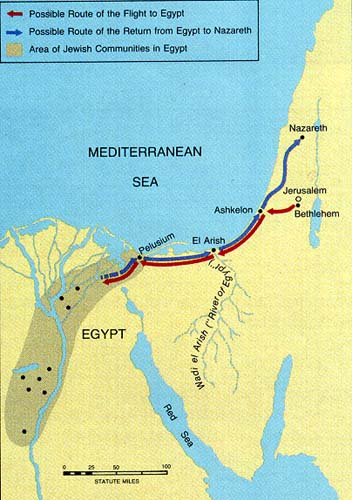 Possible Route of the Flight to Egypt
Possible Route of the Return from Egypt to Nazareth
Area of Jewish Communities in Egypt
MEDITERRANEAN
SEA
Nazareth
Jerusalem
Bethlehem
Ashkelon
El Arish
Pelusium
Wadi el Arish ("River of Egypt")
EGYPT
Red
Sea
0 25 50 100
STATUTE MILES